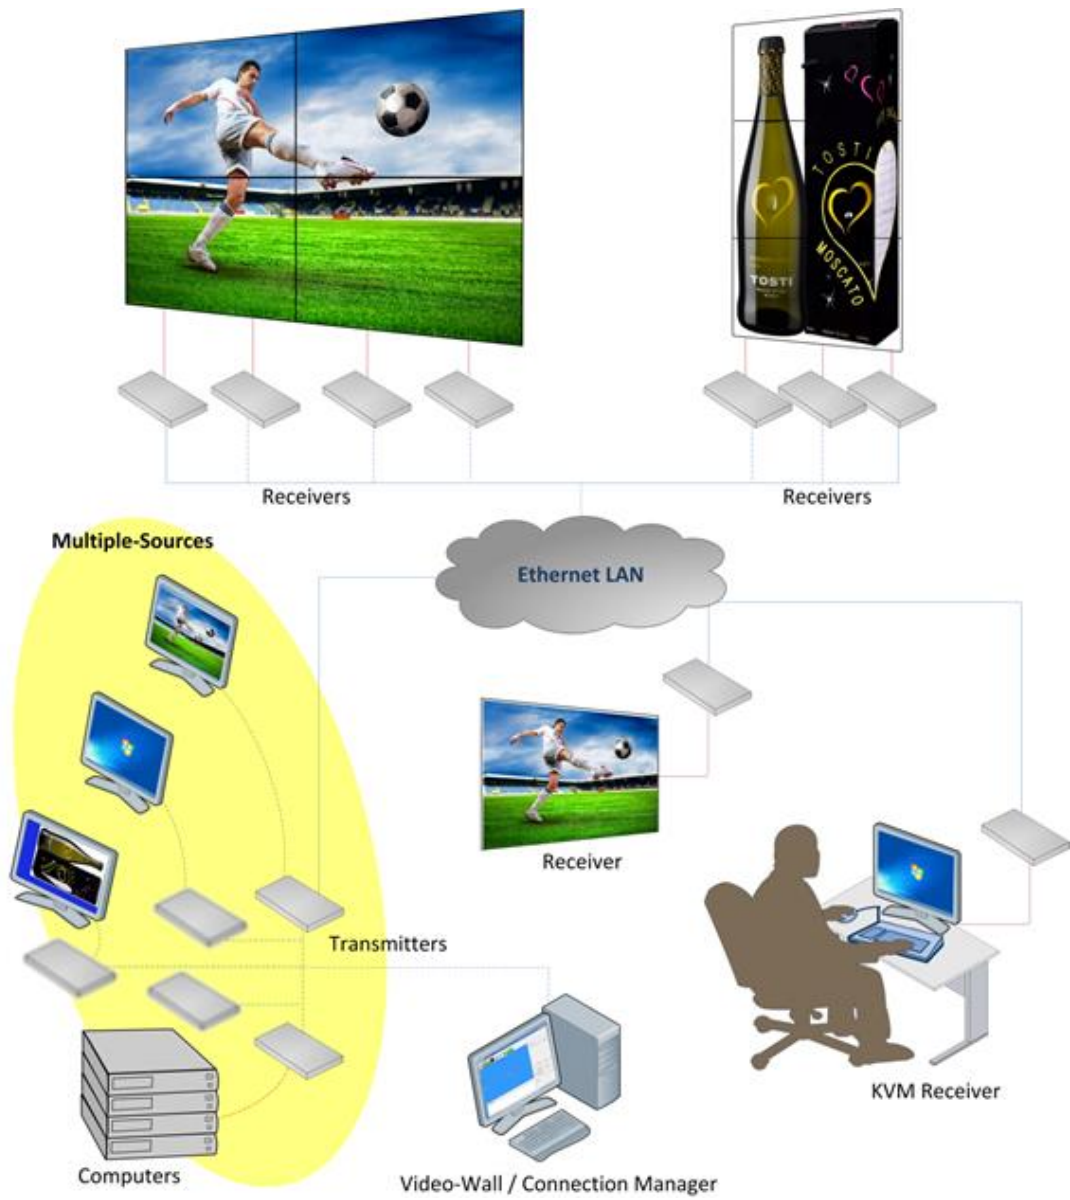 TOSTI
MOSCATO
TOSTI
Receivers
Receivers
Multiple-Sources
Ethernet LAN
Receiver
Transmitters
KVM Receiver
Computers
Video-Wall / Connection Manager